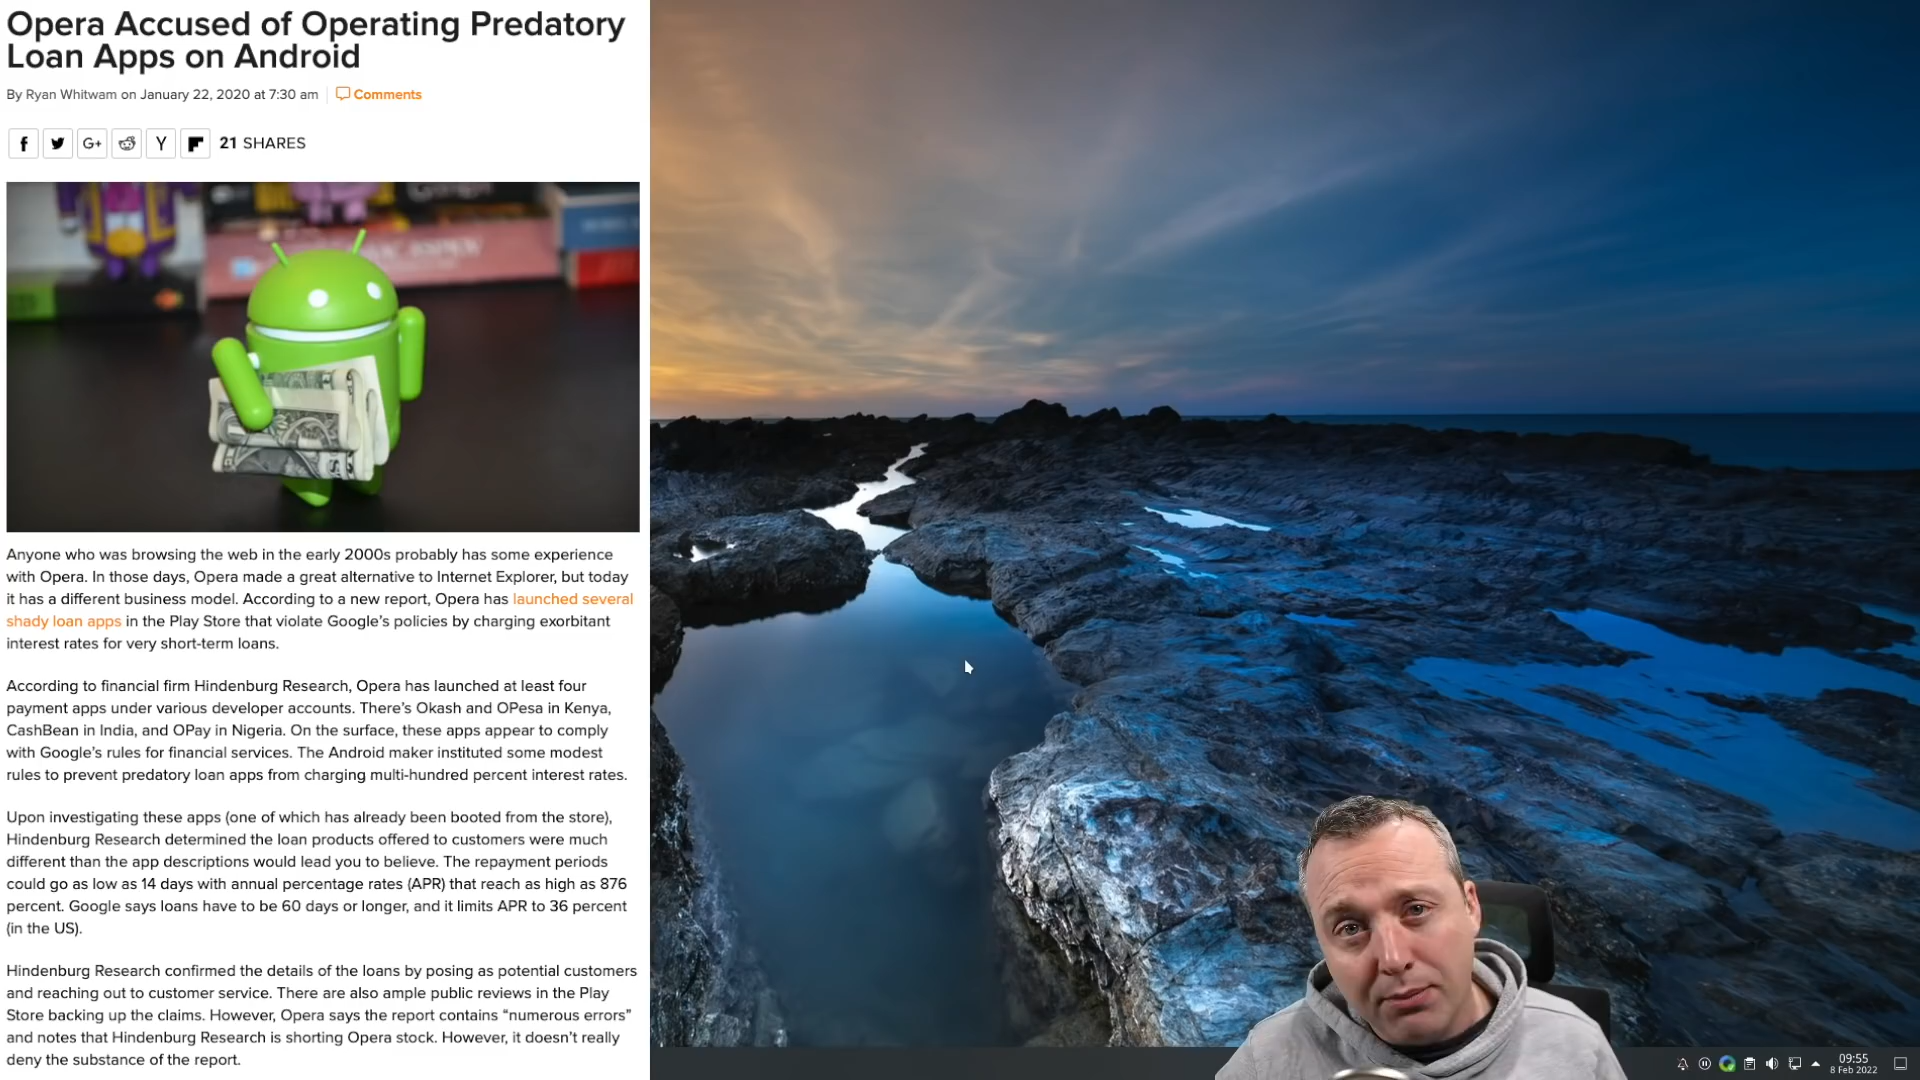 Opera Accused of Operating Predatory
Loan Apps on Android
By Ryan Whitwam on January 22, 2020 at 7:30 am
Comments
f
G+
Y
21 SHARES
Anyone who was browsing the web in the early 2000s probably has some experience
with Opera. In those days, Opera made a great alternative to Internet Explorer, but today
it has a different business model. According to a new report, Opera has launched several
shady loan apps in the Play Store that violate Google's policies by charging exorbitant
interest rates for very short-term loans.
According to financial firm Hindenburg Research, Opera has launched at least four
payment apps under various developer accounts. There's Okash and OPesa in Kenya,
CashBean in India, and OPay in Nigeria. On the surface, these apps appear to comply
with Google's rules for financial services. The Android maker instituted some modest
rules to prevent predatory loan apps from charging multi-hundred percent interest rates.
Upon investigating these apps (one of which has already been booted from the store),
Hindenburg Research determined the loan products offered to customers were much
different than the app descriptions would lead you to believe. The repayment periods
could go as low as 14 days with annual percentage rates (APR) that reach as high as 876
percent. Google says loans have to be 60 days or longer, and it limits APR to 36 percent
(in the US).
Hindenburg Research confirmed the details of the loans by posing as potential customers
and reaching out to customer service. There are also ample public reviews in the Play
Store backing up the claims. However, Opera says the report contains “numerous errors”
and notes that Hindenburg Research is shorting Opera stock. However, it doesn't really
deny the substance of the report.
09:55
8 Feb 2022